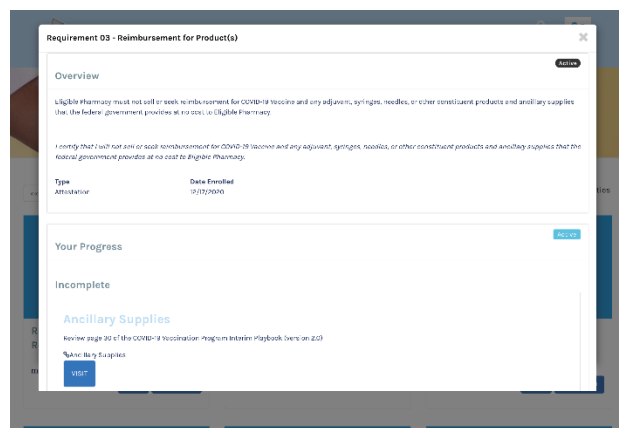 Requirement 03 - Reimbursement for Product(s)
Active
Overview
Eligible Pharmacy must not sell or seek reimbursement for COVID-19 Vaccine and any adjuvant, syringes, needles, or other constituent products and ancillary supplies
that the federal government provides at no cost to Eligible Pharmacy.
I certify that I will not sell or seek reimbursement for COVID-19 Vaccine and any adjuvant, syringes, needles, or other constituent products and ancillary supplies that the
federal government provides at no cost to Eligible Pharmacy.
Type
Date Enrolled
Attestation
12/17/2020
ties
Active
Your Progress
Incomplete
Ancillary Supplies
Review page 30 of the COVID-19 Vaccination Program Interim Playbook (version 2.0)
Ancillary Supplies
VISIT